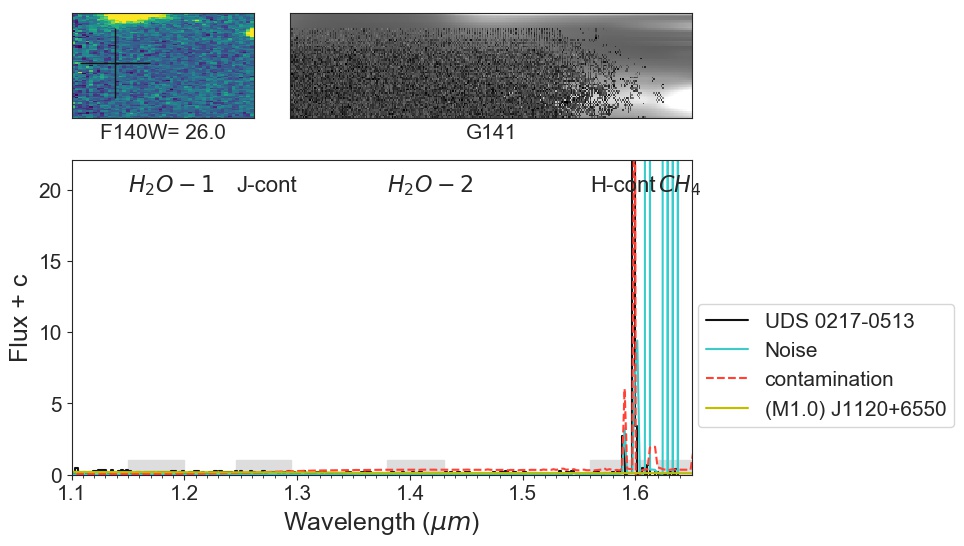 F140W= 26.0
G141
H₂O − 1 J-cont H₂O − 2 H-cont CH₄
20
15
10
5
0
Flux + c
1.1 1.2 1.3 1.4 1.5 1.6
Wavelength (μm)
UDS 0217-0513
Noise
contamination
(M1.0) J1120+6550